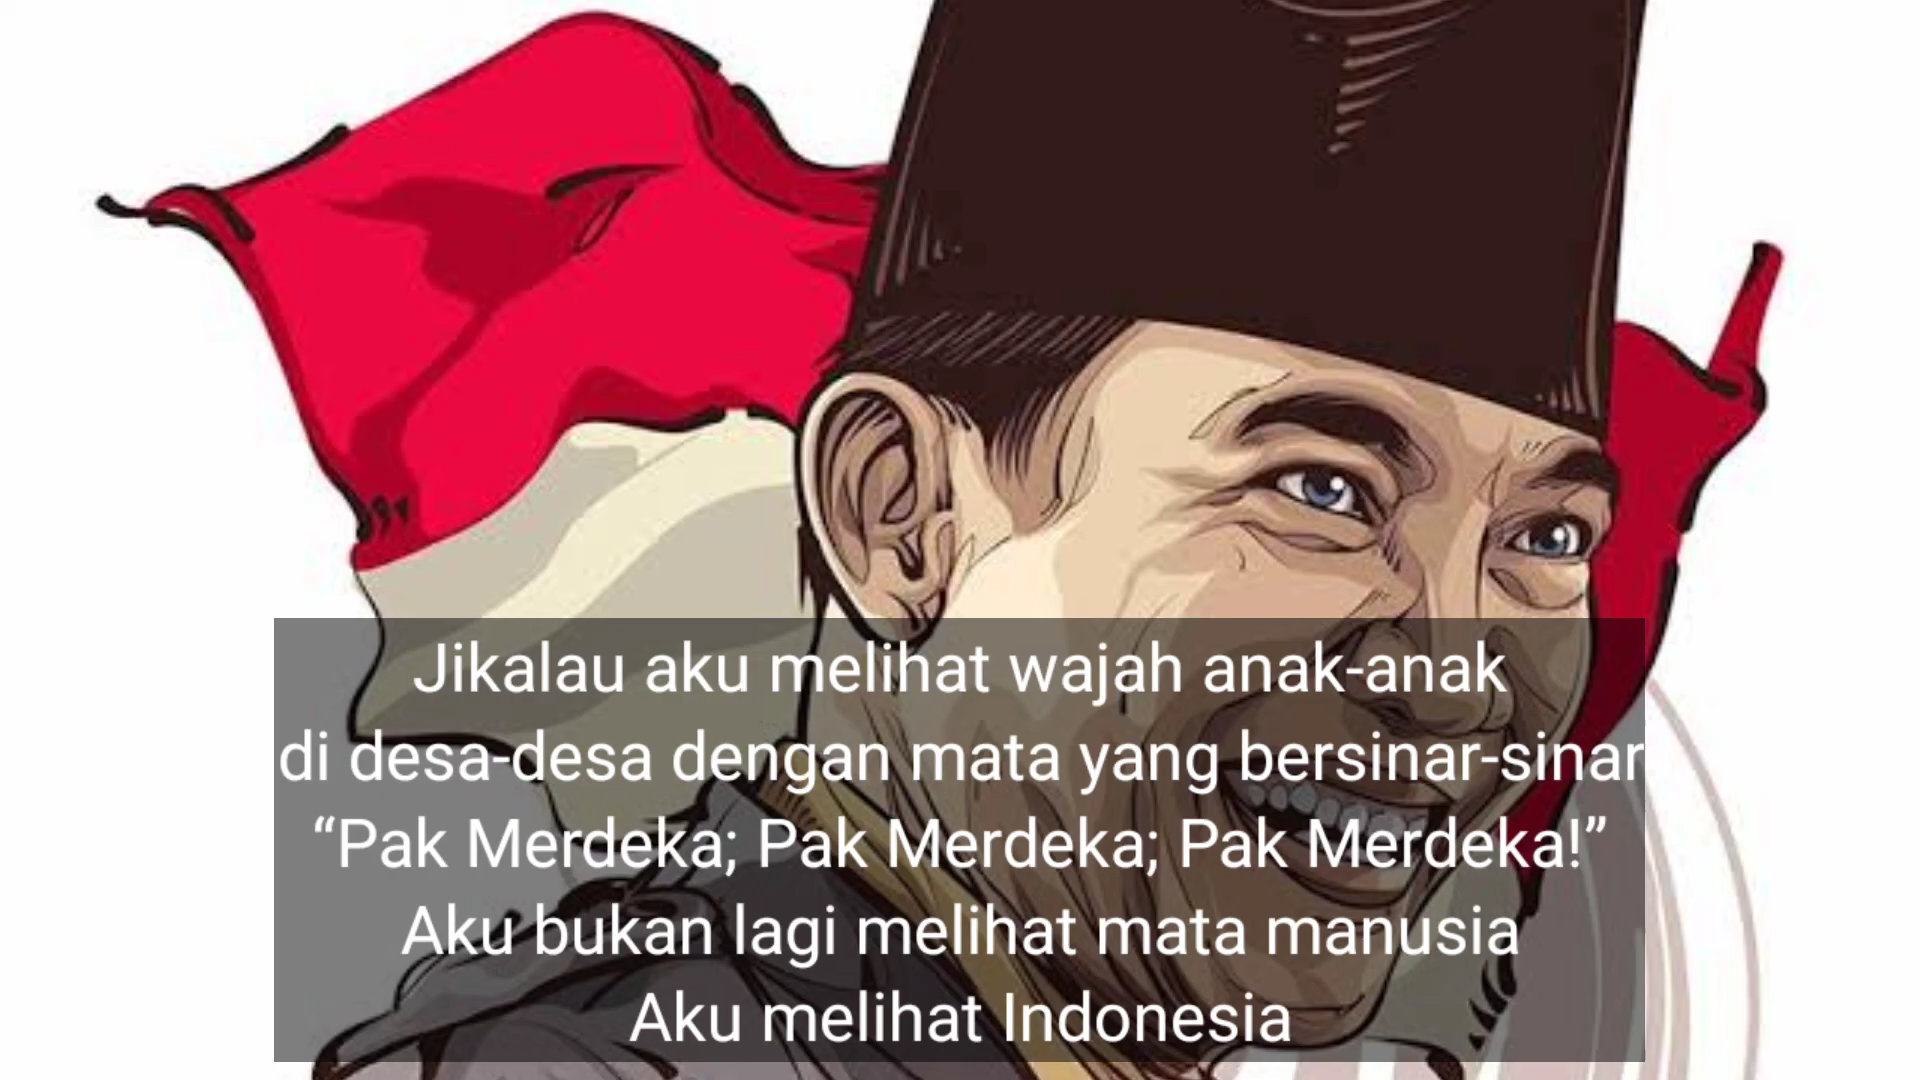 Jikalau aku melihat wajah anak-anak
di desa-desa dengan mata yang bersinar-sinar
“Pak Merdeka; Pak Merdeka; Pak Merdeka!”
Aku bukan lagi melihat mata manusia
Aku melihat Indonesia